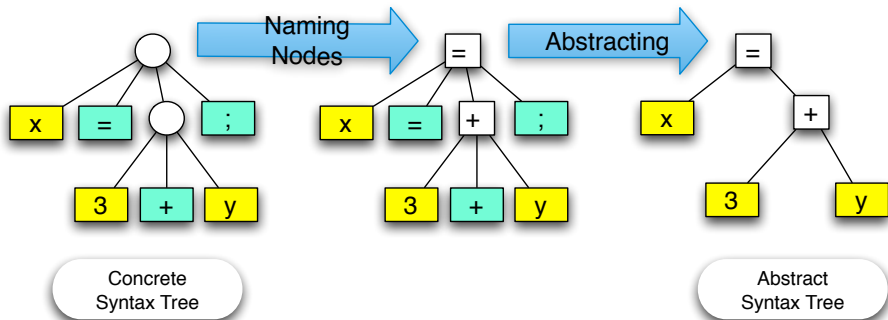 Naming
Nodes
Abstracting
= =
x = ; x = + ; x +
3 + y 3 + y 3 y
Concrete
Syntax Tree
Abstract
Syntax Tree